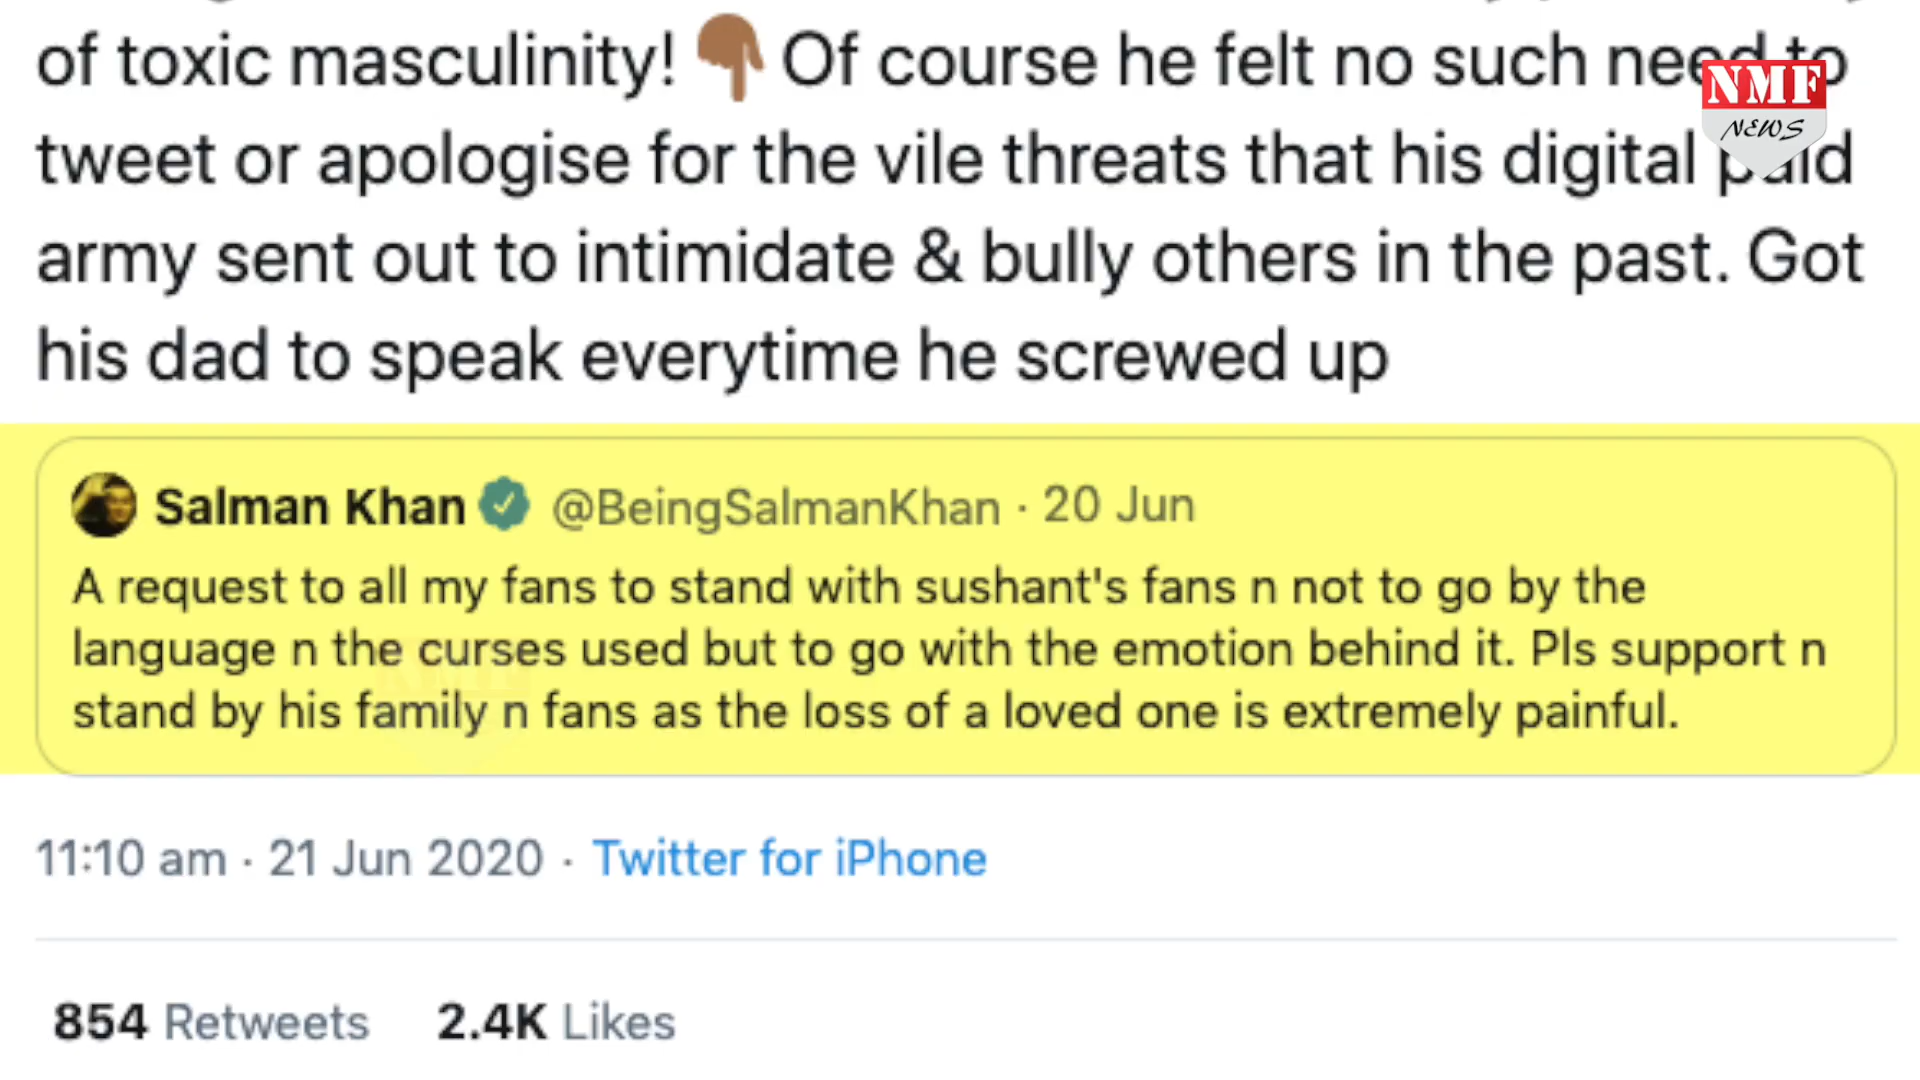 of toxic masculinity! 👇🏾 Of course he felt no such need to
tweet or apologise for the vile threats that his digital paid
army sent out to intimidate & bully others in the past. Got
his dad to speak everytime he screwed up
NMF
NEWS
Salman Khan @BeingSalmanKhan · 20 Jun
A request to all my fans to stand with sushant's fans n not to go by the
language n the curses used but to go with the emotion behind it. Pls support n
stand by his family n fans as the loss of a loved one is extremely painful.
11:10 am · 21 Jun 2020 · Twitter for iPhone
854 Retweets 2.4K Likes